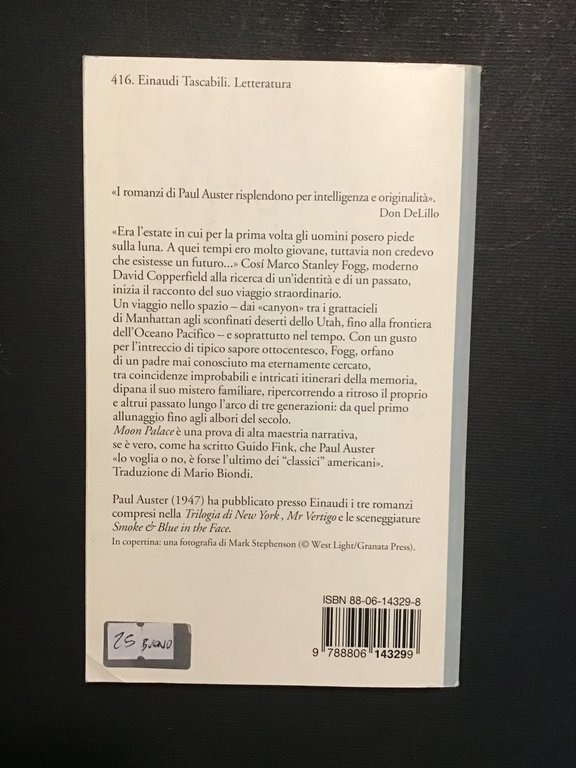 416. Einaudi Tascabili. Letteratura
«I romanzi di Paul Auster risplendono per intelligenza e originalità».
Don DeLillo
«Era l'estate in cui per la prima volta gli uomini posero piede
sulla luna. A quei tempi ero molto giovane, tuttavia non credevo
che esistesse un futuro...» Cosí Marco Stanley Fogg, moderno
David Copperfield alla ricerca di un'identità e di un passato,
inizia il racconto del suo viaggio straordinario.
Un viaggio nello spazio – dai «canyon» tra i grattacieli
di Manhattan agli sconfinati deserti dello Utah, fino alla frontiera
dell'Oceano Pacifico – e soprattutto nel tempo. Con un gusto
per l'intreccio di tipico sapore ottocentesco, Fogg, orfano
di un padre mai conosciuto ma eternamente cercato,
tra coincidenze improbabili e intricati itinerari della memoria,
dipana il suo mistero familiare, ripercorrendo a ritroso il proprio
e altrui passato lungo l'arco di tre generazioni: da quel primo
allunaggio fino agli albori del secolo.
Moon Palace è una prova di alta maestria narrativa,
se è vero, come ha scritto Guido Fink, che Paul Auster
«lo voglia o no, è forse l'ultimo dei "classici" americani».
Traduzione di Mario Biondi.
Paul Auster (1947) ha pubblicato presso Einaudi i tre romanzi
compresi nella Trilogia di New York, Mr Vertigo e le sceneggiature
Smoke & Blue in the Face.
In copertina: una fotografia di Mark Stephenson (© West Light/Granata Press).
ISBN 88-06-14329-8
9 788806 143299
25 BUONO